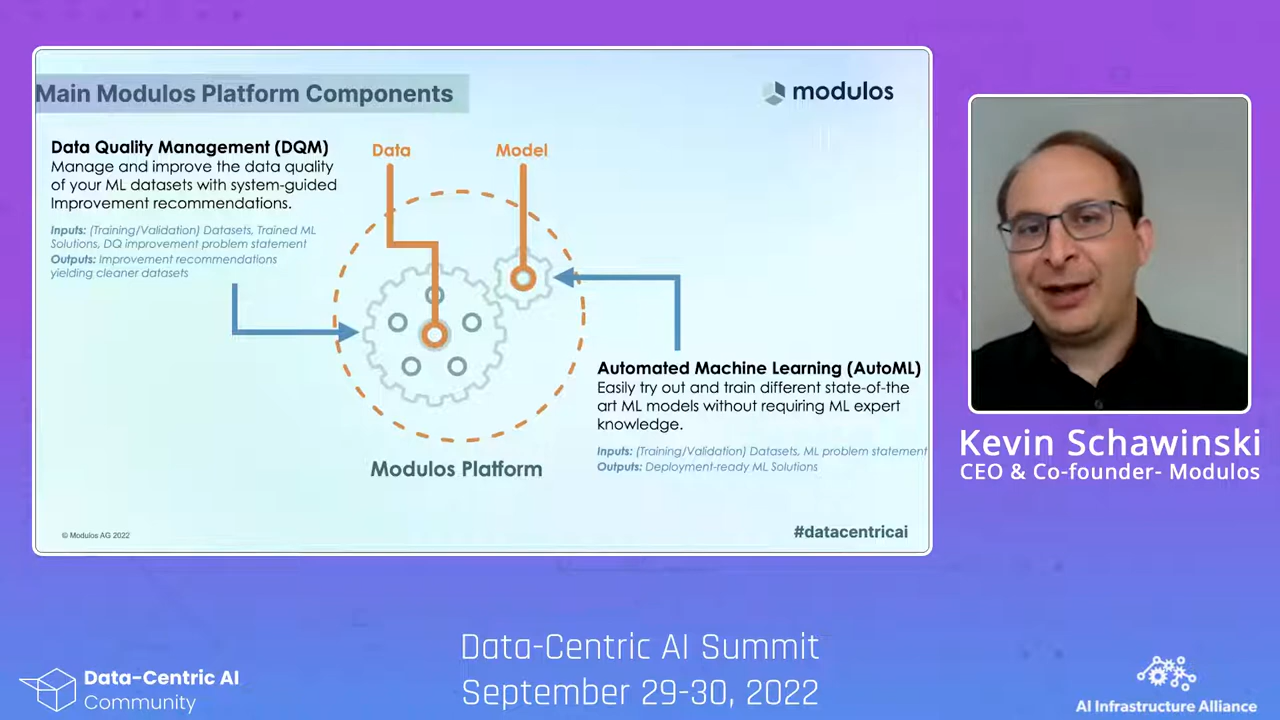 Main Modulos Platform Components
modulos
Data Quality Management (DQM)
Manage and improve the data quality
of your ML datasets with system-guided
Improvement recommendations.
Inputs: (Training/Validation) Datasets, Trained ML
Solutions, DQ improvement problem statement
Outputs: Improvement recommendations
yielding cleaner datasets
Data
Model
Automated Machine Learning (AutoML)
Easily try out and train different state-of-the
art ML models without requiring ML expert
knowledge.
Inputs: (Training/Validation) Datasets, ML problem statement
Outputs: Deployment-ready ML Solutions
Modulos Platform
© Modulos AG 2022
#datacentricai
Kevin Schawinski
CEO & Co-founder- Modulos
Data-Centric AI Summit
September 29-30, 2022
Data-Centric AI
Community
AI Infrastructure Alliance